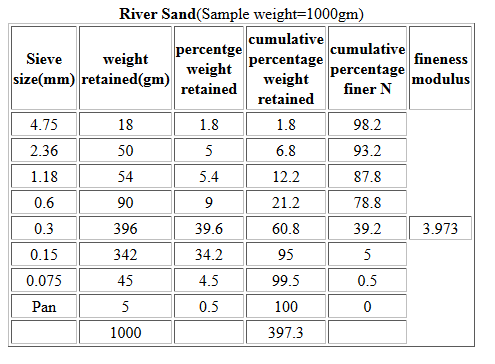 River Sand(Sample weight=1000gm)
Sieve size(mm) weight retained(gm) percentge weight retained cumulative percentage weight retained cumulative percentage finer N fineness modulus
4.75 18 1.8 1.8 98.2
2.36 50 5 6.8 93.2
1.18 54 5.4 12.2 87.8
0.6 90 9 21.2 78.8
0.3 396 39.6 60.8 39.2 3.973
0.15 342 34.2 95 5
0.075 45 4.5 99.5 0.5
Pan 5 0.5 100 0
1000 397.3